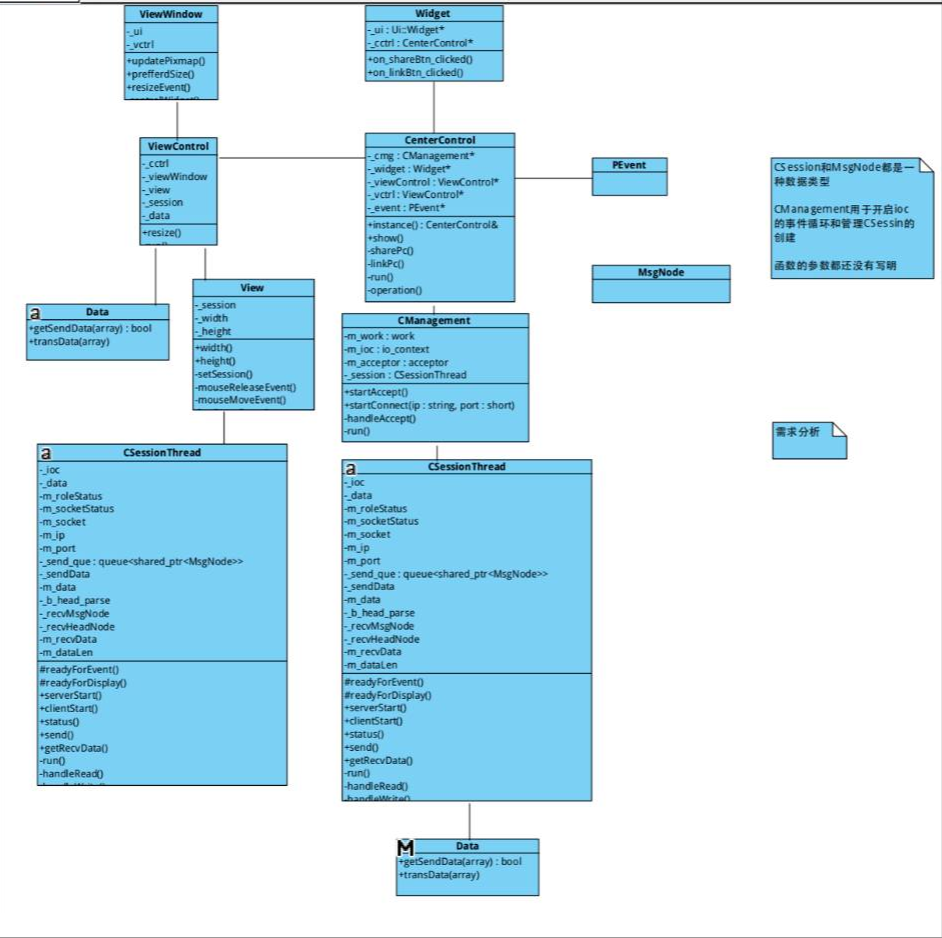 ViewWindow
-_ui
-_vctrl
+updatePixmap()
+prefferdSize()
+resizeEvent()
Widget
-_ui : Ui::Widget*
-_cctrl : CenterControl*
+on_shareBtn_clicked()
+on_linkBtn_clicked()
ViewControl
-_cctrl
-_viewWindow
-_view
-_session
-_data
+resize()
CenterControl
-_cmg : CManagement*
-_widget : Widget*
-_viewControl : ViewControl*
-_vctrl : ViewControl*
-_event : PEvent*
+instance() : CenterControl&
+show()
-sharePc()
-linkPc()
-run()
-operation()
PEvent
CSession和MsgNode都是一
种数据类型
CManagement用于开启ioc
的事件循环和管理CSessin的
创建
函数的参数都还没有写明
MsgNode
a
Data
+getSendData(array) : bool
+transData(array)
View
-_session
-_width
-_height
+width()
+height()
-setSession()
-mouseReleaseEvent()
-mouseMoveEvent()
CManagement
-m_work : work
-m_ioc : io_context
-m_acceptor : acceptor
-_session : CSessionThread
+startAccept()
+startConnect(ip : string, port : short)
-handleAccept()
-run()
需求分析
a
CSessionThread
-_ioc
-_data
-m_roleStatus
-m_socketStatus
-m_socket
-m_ip
-m_port
-_send_que : queue<shared_ptr<MsgNode>>
-_sendData
-m_data
-_b_head_parse
-_recvMsgNode
-_recvHeadNode
-m_recvData
-m_dataLen
#readyForEvent()
#readyForDisplay()
+serverStart()
+clientStart()
+status()
+send()
+getRecvData()
-run()
-handleRead()
a
CSessionThread
-_ioc
-_data
-m_roleStatus
-m_socketStatus
-m_socket
-m_ip
-m_port
-_send_que : queue<shared_ptr<MsgNode>>
-_sendData
-m_data
-_b_head_parse
-_recvMsgNode
-_recvHeadNode
-m_recvData
-m_dataLen
#readyForEvent()
#readyForDisplay()
+serverStart()
+clientStart()
+status()
+send()
+getRecvData()
-run()
-handleRead()
-handleWrite()
M
Data
+getSendData(array) : bool
+transData(array)